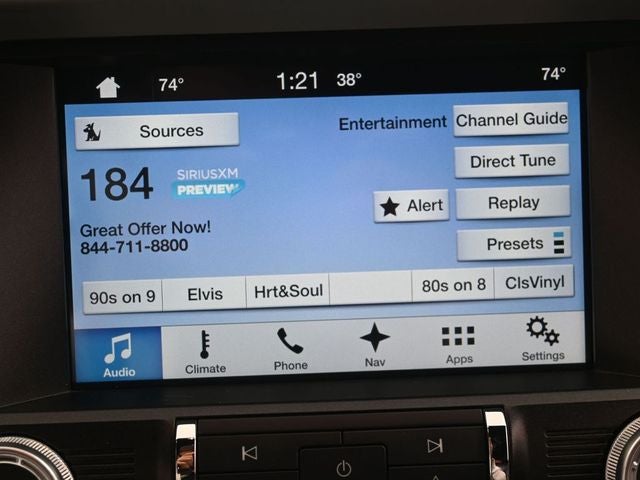 74° 1:21 38° 74°
Sources Entertainment Channel Guide
Direct Tune
184 SIRIUSXM
PREVIEW
Alert Replay
Great Offer Now!
844-711-8800
Presets
90s on 9 Elvis Hrt&Soul 80s on 8 ClsVinyl
Audio Climate Phone Nav Apps Settings